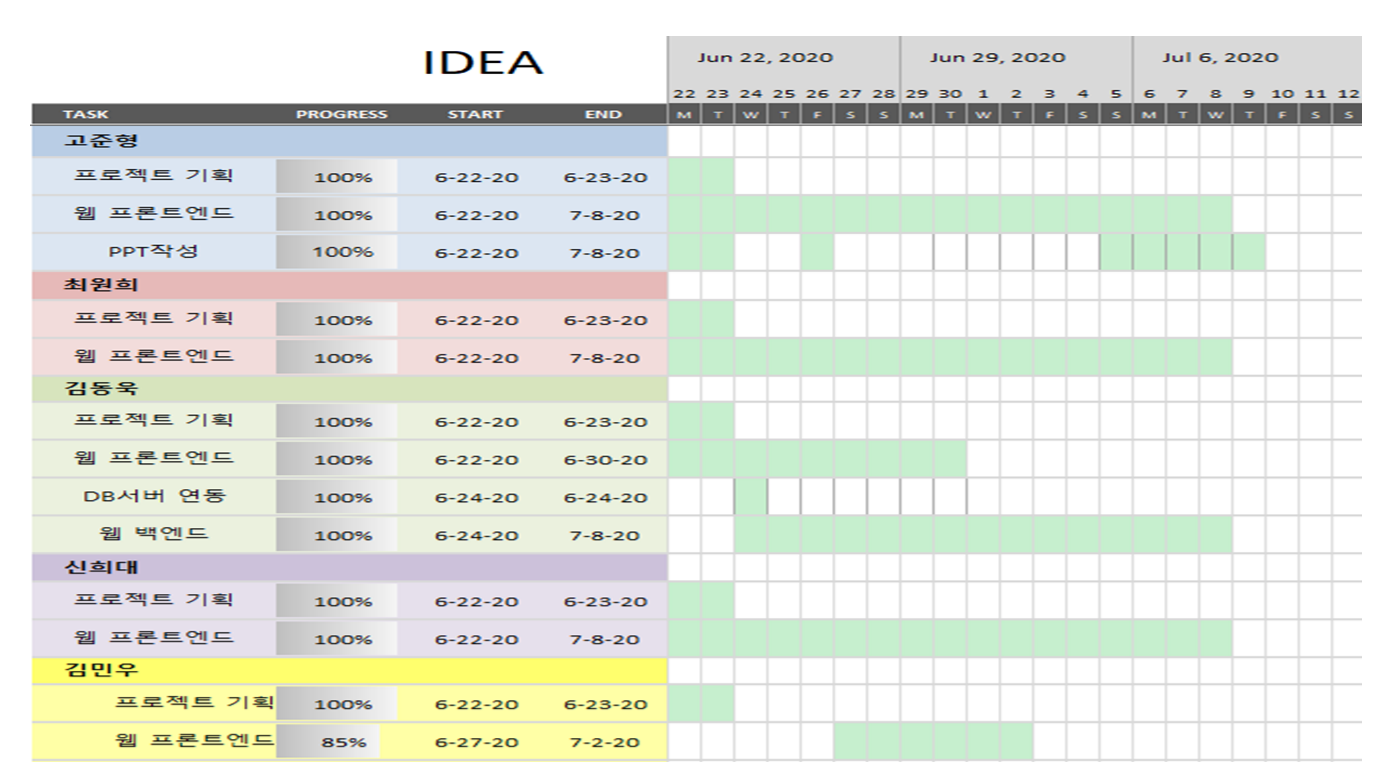 IDEA
Jun 22, 2020 Jun 29, 2020 Jul 6, 2020
22 23 24 25 26 27 28 29 30 1 2 3 4 5 6 7 8 9 10 11 12
TASK PROGRESS START END M T W T F S S M T W T F S S M T W T F S S
고준형
프로젝트 기획 100% 6-22-20 6-23-20
웹 프론트엔드 100% 6-22-20 7-8-20
PPT작성 100% 6-22-20 7-8-20
최원희
프로젝트 기획 100% 6-22-20 6-23-20
웹 프론트엔드 100% 6-22-20 7-8-20
김동욱
프로젝트 기획 100% 6-22-20 6-23-20
웹 프론트엔드 100% 6-22-20 6-30-20
DB서버 연동 100% 6-24-20 6-24-20
웹 백엔드 100% 6-24-20 7-8-20
신희대
프로젝트 기획 100% 6-22-20 6-23-20
웹 프론트엔드 100% 6-22-20 7-8-20
김민우
프로젝트 기획 100% 6-22-20 6-23-20
웹 프론트엔드 85% 6-27-20 7-2-20